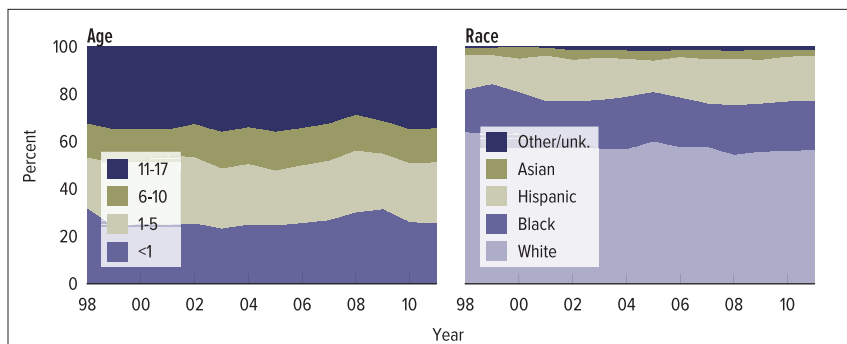 Age
Race
100
80
60
40
20
0
Percent
11-17
6-10
1-5
<1
Other/unk.
Asian
Hispanic
Black
White
98 00 02 04 06 08 10
98 00 02 04 06 08 10
Year